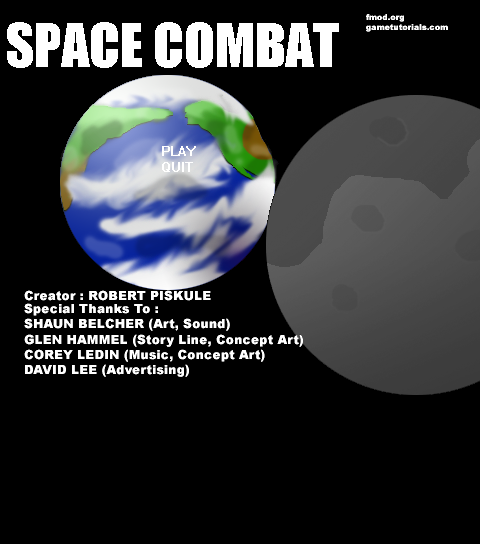 SPACE COMBAT
fmod.org
gametutorials.com
PLAY
QUIT
Creator : ROBERT PISKULE
Special Thanks To :
SHAUN BELCHER (Art, Sound)
GLEN HAMMEL (Story Line, Concept Art)
COREY LEDIN (Music, Concept Art)
DAVID LEE (Advertising)